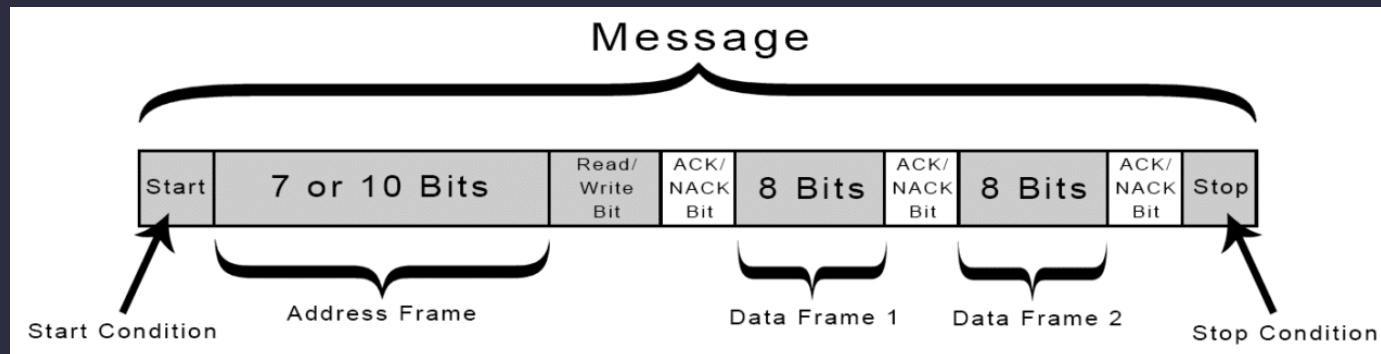 Message
Start
7 or 10 Bits
Read/
Write
Bit
ACK/
NACK
Bit
8 Bits
ACK/
NACK
Bit
8 Bits
ACK/
NACK
Bit
Stop
Start Condition
Address Frame
Data Frame 1
Data Frame 2
Stop Condition